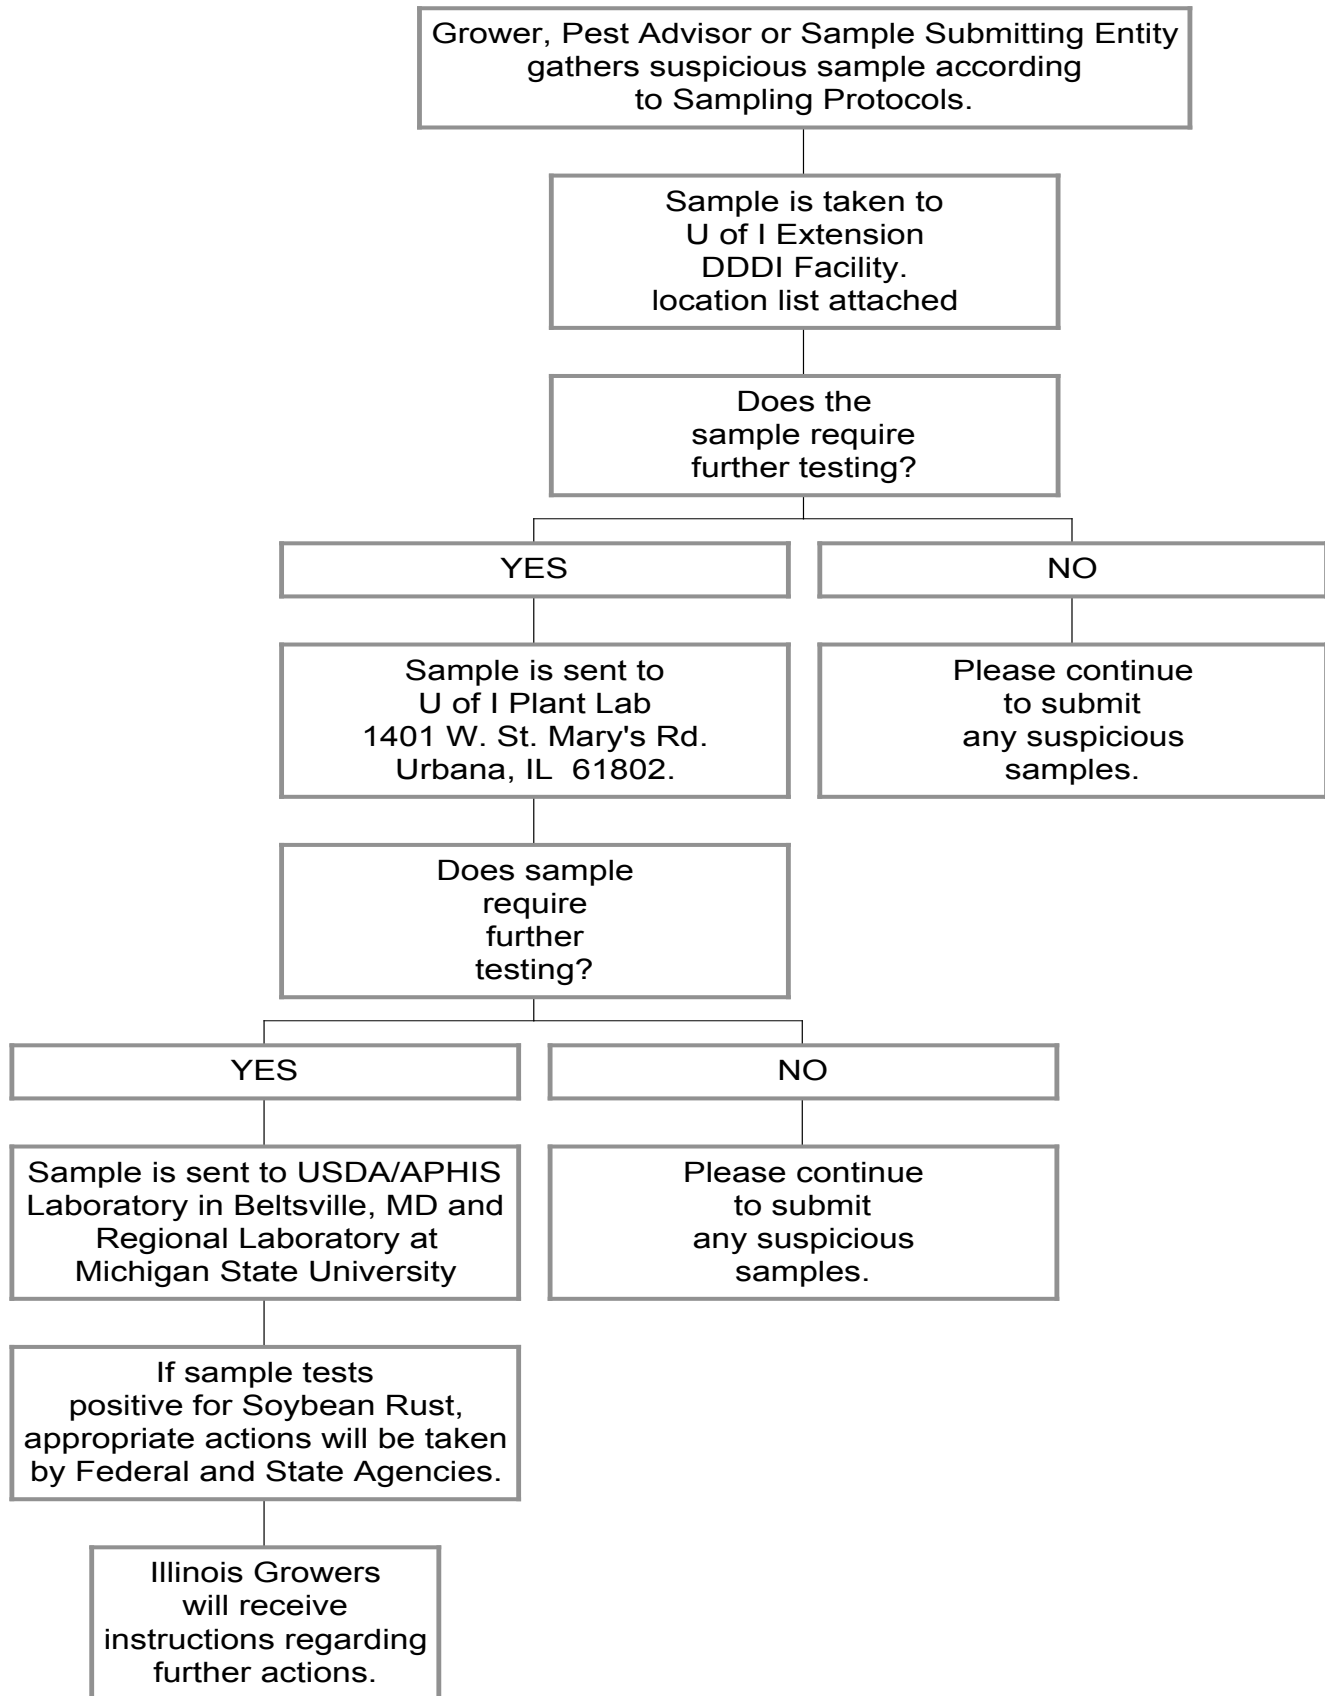 Grower, Pest Advisor or Sample Submitting Entity
gathers suspicious sample according
to Sampling Protocols.
Sample is taken to
U of I Extension
DDDI Facility.
location list attached
Does the
sample require
further testing?
YES
NO
Sample is sent to
U of I Plant Lab
1401 W. St. Mary's Rd.
Urbana, IL  61802.
Please continue
to submit
any suspicious
samples.
Does sample
require
further
testing?
YES
NO
Sample is sent to USDA/APHIS
Laboratory in Beltsville, MD and
Regional Laboratory at
Michigan State University
Please continue
to submit
any suspicious
samples.
If sample tests
positive for Soybean Rust,
appropriate actions will be taken
by Federal and State Agencies.
Illinois Growers
will receive
instructions regarding
further actions.